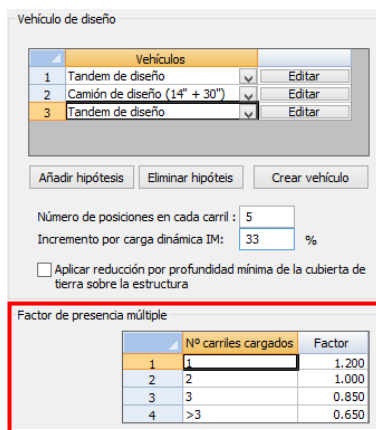 Vehículo de diseño
Vehículos
1 Tandem de diseño Editar
2 Camión de diseño (14" + 30") Editar
3 Tandem de diseño Editar
Añadir hipótesis Eliminar hipóteis Crear vehículo
Número de posiciones en cada carril : 5
Incremento por carga dinámica IM: 33 %
Aplicar reducción por profundidad mínima de la cubierta de
tierra sobre la estructura
Factor de presencia múltiple
Nº carriles cargados Factor
1 1 1.200
2 2 1.000
3 3 0.850
4 >3 0.650